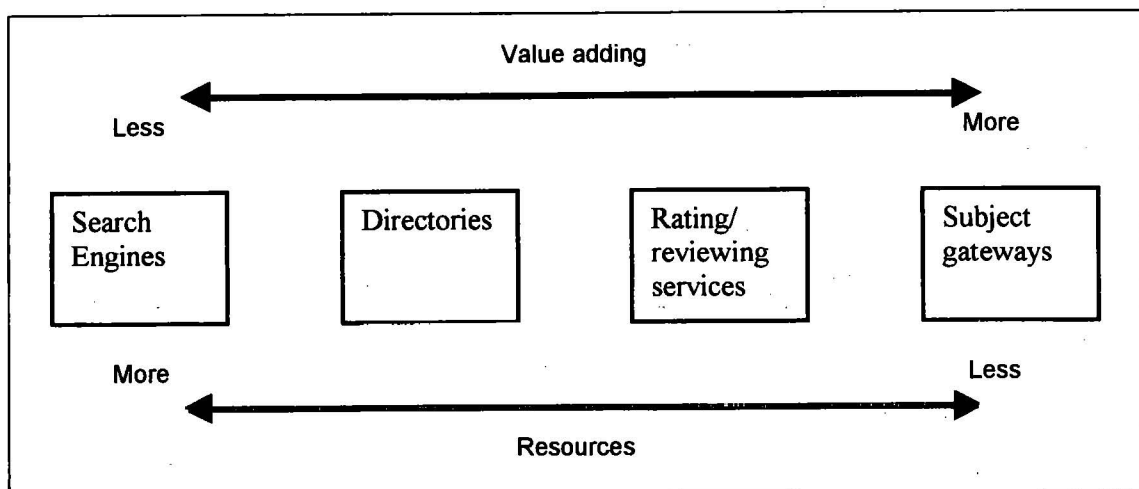 Value adding
Less
More
Search
Engines
Directories
Rating/
reviewing
services
Subject
gateways
More
Less
Resources